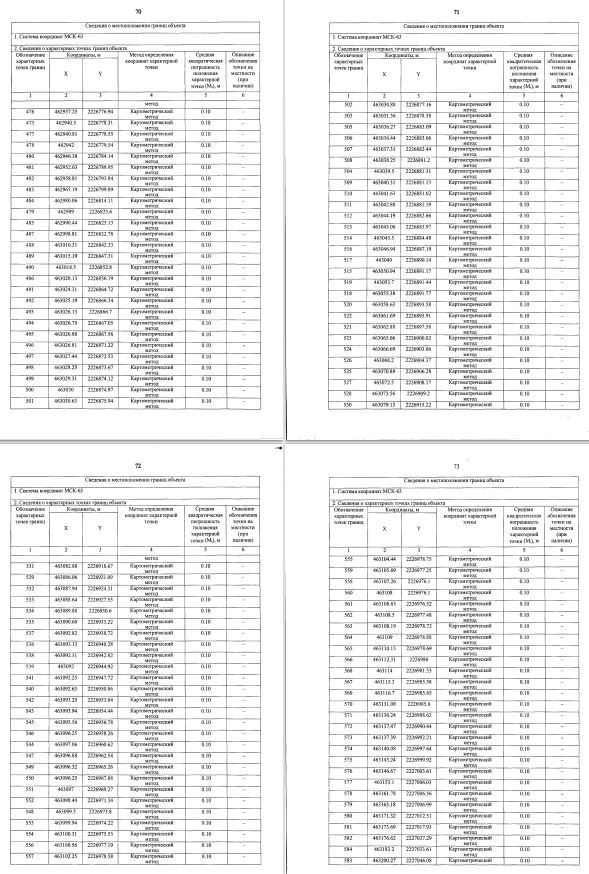 70
Сведения о местоположении границ объекта
1. Система координат МСК-63
2. Сведения о характерных точках границ объекта
Обозначение характерных точек границ
Координаты, м
X
Y
Метод определения координат характерной точки
Средняя квадратическая погрешность положения характерной точки (Mt), м
Описание обозначения точки на местности (при наличии)
1 2 3 4 5 6
метод
476 462937.25 2226776.94 Картометрический метод 0.10 –
473 462940.5 2226778.31 Картометрический метод 0.10 –
477 462940.81 2226778.55 Картометрический метод 0.10 –
478 462942 2226779.54 Картометрический метод 0.10 –
480 462946.38 2226784.14 Картометрический метод 0.10 –
481 462952.63 2226788.95 Картометрический метод 0.10 –
482 462958.81 2226793.84 Картометрический метод 0.10 –
483 462965.19 2226799.89 Картометрический метод 0.10 –
484 462980.06 2226814.11 Картометрический метод 0.10 –
479 462989 2226823.6 Картометрический метод 0.10 –
485 462990.44 2226825.13 Картометрический метод 0.10 –
487 462998.81 2226832.78 Картометрический метод 0.10 –
488 463010.31 2226842.33 Картометрический метод 0.10 –
489 463015.19 2226847.31 Картометрический метод 0.10 –
490 463018.5 2226852.8 Картометрический метод 0.10 –
486 463020.13 2226856.19 Картометрический метод 0.10 –
491 463024.31 2226864.72 Картометрический метод 0.10 –
492 463025.19 2226866.34 Картометрический метод 0.10 –
493 463026.13 2226866.7 Картометрический метод 0.10 –
494 463026.75 2226867.05 Картометрический метод 0.10 –
495 463026.88 2226867.56 Картометрический метод 0.10 –
496 463026.81 2226871.22 Картометрический метод 0.10 –
497 463027.44 2226872.53 Картометрический метод 0.10 –
498 463028.25 2226873.67 Картометрический метод 0.10 –
499 463029.31 2226874.12 Картометрический метод 0.10 –
500 463030 2226874.97 Картометрический метод 0.10 –
501 463030.63 2226875.94 Картометрический метод 0.10 –
71
Сведения о местоположении границ объекта
1. Система координат МСК-63
2. Сведения о характерных точках границ объекта
Обозначение характерных точек границ
Координаты, м
X
Y
Метод определения координат характерной точки
Средняя квадратическая погрешность положения характерной точки (Mt), м
Описание обозначения точки на местности (при наличии)
1 2 3 4 5 6
502 463030.88 2226877.16 Картометрический метод 0.10 –
503 463031.56 2226878.58 Картометрический метод 0.10 –
505 463036.27 2226883.09 Картометрический метод 0.10 –
506 463036.44 2226883.06 Картометрический метод 0.10 –
507 463037.31 2226882.44 Картометрический метод 0.10 –
508 463038.25 2226881.2 Картометрический метод 0.10 –
504 463039.5 2226881.31 Картометрический метод 0.10 –
509 463040.31 2226881.13 Картометрический метод 0.10 –
510 463041.63 2226881.02 Картометрический метод 0.10 –
511 463042.88 2226881.19 Картометрический метод 0.10 –
512 463044.19 2226882.66 Картометрический метод 0.10 –
513 463045.06 2226883.97 Картометрический метод 0.10 –
514 463045.5 2226884.48 Картометрический метод 0.10 –
516 463046.94 2226887.19 Картометрический метод 0.10 –
517 463049 2226890.14 Картометрический метод 0.10 –
515 463050.94 2226891.17 Картометрический метод 0.10 –
519 463053.7 2226891.44 Картометрический метод 0.10 –
518 463055.38 2226891.77 Картометрический метод 0.10 –
520 463058.63 2226893.58 Картометрический метод 0.10 –
522 463061.69 2226895.91 Картометрический метод 0.10 –
521 463062.88 2226897.58 Картометрический метод 0.10 –
523 463065.06 2226900.02 Картометрический метод 0.10 –
524 463066.69 2226903.06 Картометрический метод 0.10 –
526 463068.2 2226904.37 Картометрический метод 0.10 –
525 463070.88 2226906.28 Картометрический метод 0.10 –
527 463072.5 2226908.17 Картометрический метод 0.10 –
528 463073.56 2226909.2 Картометрический метод 0.10 –
530 463079.13 2226915.22 Картометрический 0.10 –
72
Сведения о местоположении границ объекта
1. Система координат МСК-63
2. Сведения о характерных точках границ объекта
Обозначение характерных точек границ
Координаты, м
X
Y
Метод определения координат характерной точки
Средняя квадратическая погрешность положения характерной точки (Mt), м
Описание обозначения точки на местности (при наличии)
1 2 3 4 5 6
метод
531 463082.88 2226918.67 Картометрический метод 0.10 –
529 463086.06 2226921.09 Картометрический метод 0.10 –
532 463087.94 2226924.31 Картометрический метод 0.10 –
533 463088.64 2226927.55 Картометрический метод 0.10 –
534 463089.88 2226930.6 Картометрический метод 0.10 –
535 463090.69 2226933.22 Картометрический метод 0.10 –
537 463092.82 2226938.72 Картометрический метод 0.10 –
536 463093.13 2226940.28 Картометрический метод 0.10 –
538 463092.31 2226942.82 Картометрический метод 0.10 –
539 463092 2226944.92 Картометрический метод 0.10 –
541 463092.25 2226947.72 Картометрический метод 0.10 –
540 463092.63 2226950.86 Картометрический метод 0.10 –
542 463093.25 2226953.04 Картометрический метод 0.10 –
543 463093.94 2226954.44 Картометрический метод 0.10 –
545 463095.56 2226956.78 Картометрический метод 0.10 –
546 463096.25 2226958.26 Картометрический метод 0.10 –
544 463097.06 2226960.62 Картометрический метод 0.10 –
547 463096.88 2226962.54 Картометрический метод 0.10 –
549 463096.32 2226965.26 Картометрический метод 0.10 –
550 463096.25 2226967.88 Картометрический метод 0.10 –
551 463097 2226969.27 Картометрический метод 0.10 –
552 463098.44 2226971.34 Картометрический метод 0.10 –
548 463099.5 2226973.8 Картометрический метод 0.10 –
553 463099.94 2226974.22 Картометрический метод 0.10 –
554 463100.31 2226975.53 Картометрический метод 0.10 –
556 463100.56 2226977.19 Картометрический метод 0.10 –
557 463102.25 2226978.58 Картометрический метод 0.10 –
73
Сведения о местоположении границ объекта
1. Система координат МСК-63
2. Сведения о характерных точках границ объекта
Обозначение характерных точек границ
Координаты, м
X
Y
Метод определения координат характерной точки
Средняя квадратическая погрешность положения характерной точки (Mt), м
Описание обозначения точки на местности (при наличии)
1 2 3 4 5 6
555 463104.44 2226978.75 Картометрический метод 0.10 –
559 463105.69 2226977.25 Картометрический метод 0.10 –
558 463107.26 2226976.1 Картометрический метод 0.10 –
560 463108 2226976.1 Картометрический метод 0.10 –
561 463108.63 2226976.52 Картометрический метод 0.10 –
562 463108.5 2226977.48 Картометрический метод 0.10 –
563 463108.19 2226978.72 Картометрический метод 0.10 –
564 463109 2226978.88 Картометрический метод 0.10 –
565 463110.13 2226978.69 Картометрический метод 0.10 –
566 463112.31 2226980 Картометрический метод 0.10 –
568 463114 2226981.53 Картометрический метод 0.10 –
567 463115.3 2226983.58 Картометрический метод 0.10 –
569 463116.7 2226985.65 Картометрический метод 0.10 –
570 463131.08 2226985.6 Картометрический метод 0.10 –
571 463136.24 2226988.62 Картометрический метод 0.10 –
572 463137.47 2226990.44 Картометрический метод 0.10 –
573 463137.39 2226992.21 Картометрический метод 0.10 –
574 463140.08 2226997.64 Картометрический метод 0.10 –
575 463143.24 2226999.92 Картометрический метод 0.10 –
576 463146.67 2227003.61 Картометрический метод 0.10 –
577 463153.1 2227006.03 Картометрический метод 0.10 –
578 463161.78 2227006.56 Картометрический метод 0.10 –
579 463165.18 2227006.99 Картометрический метод 0.10 –
580 463171.32 2227012.51 Картометрический метод 0.10 –
581 463173.69 2227017.93 Картометрический метод 0.10 –
582 463176.62 2227027.29 Картометрический метод 0.10 –
584 463183.2 2227033.61 Картометрический метод 0.10 –
583 463200.27 2227046.08 Картометрический 0.10 –